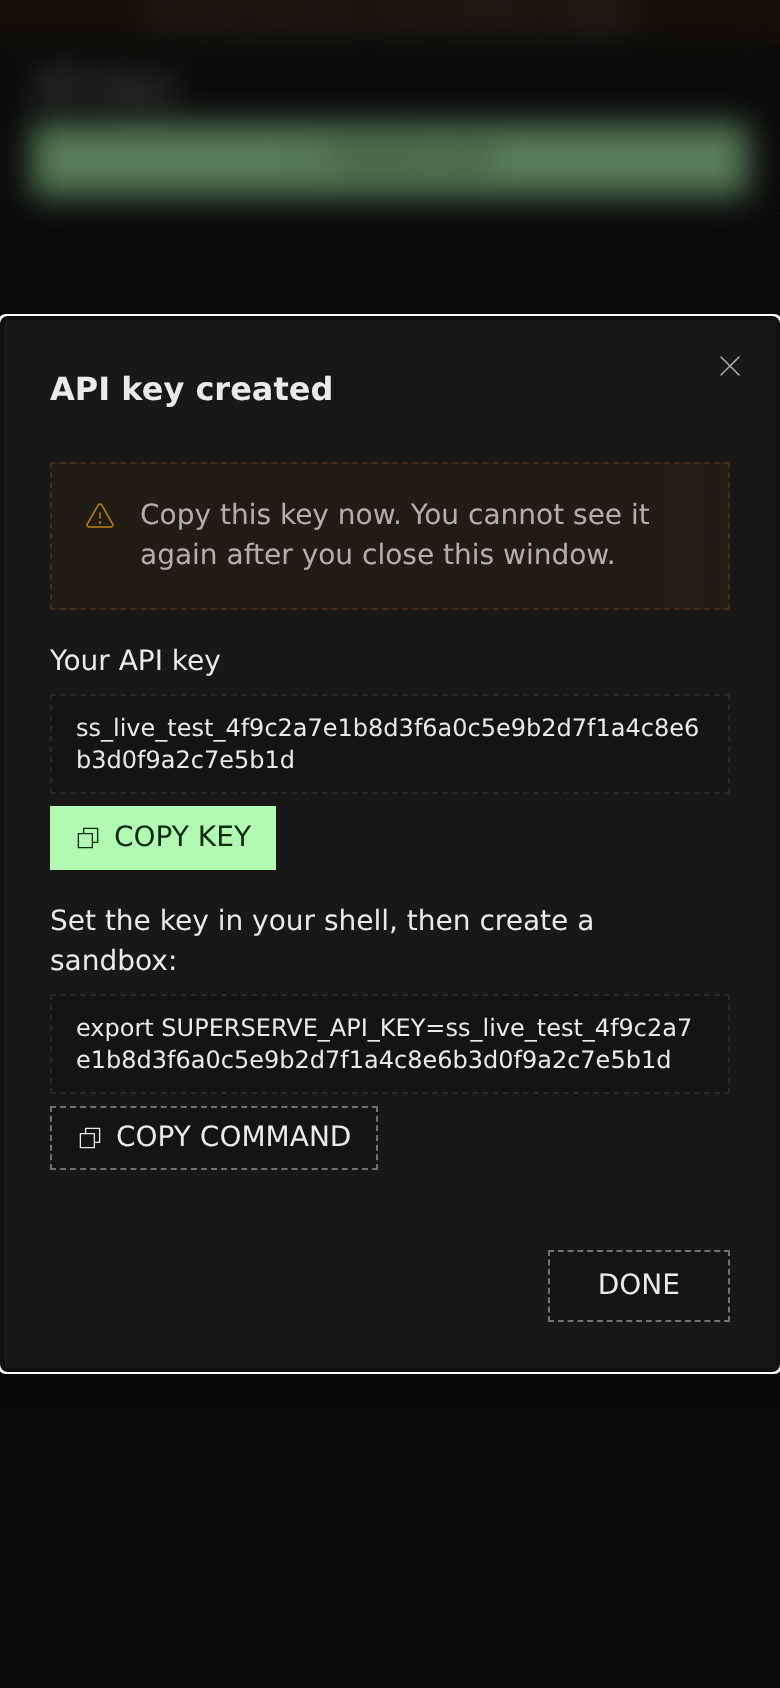 API key created
Copy this key now. You cannot see it
again after you close this window.
Your API key
ss_live_test_4f9c2a7e1b8d3f6a0c5e9b2d7f1a4c8e6
b3d0f9a2c7e5b1d
COPY KEY
Set the key in your shell, then create a
sandbox:
export SUPERSERVE_API_KEY=ss_live_test_4f9c2a7
e1b8d3f6a0c5e9b2d7f1a4c8e6b3d0f9a2c7e5b1d
COPY COMMAND
DONE